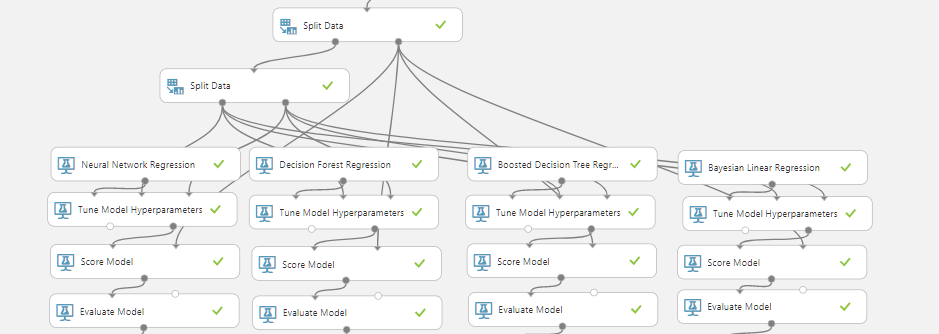 Split Data
Split Data
Neural Network Regression
Decision Forest Regression
Boosted Decision Tree Regr...
Bayesian Linear Regression
Tune Model Hyperparameters
Tune Model Hyperparameters
Tune Model Hyperparameters
Tune Model Hyperparameters
Score Model
Score Model
Score Model
Score Model
Evaluate Model
Evaluate Model
Evaluate Model
Evaluate Model